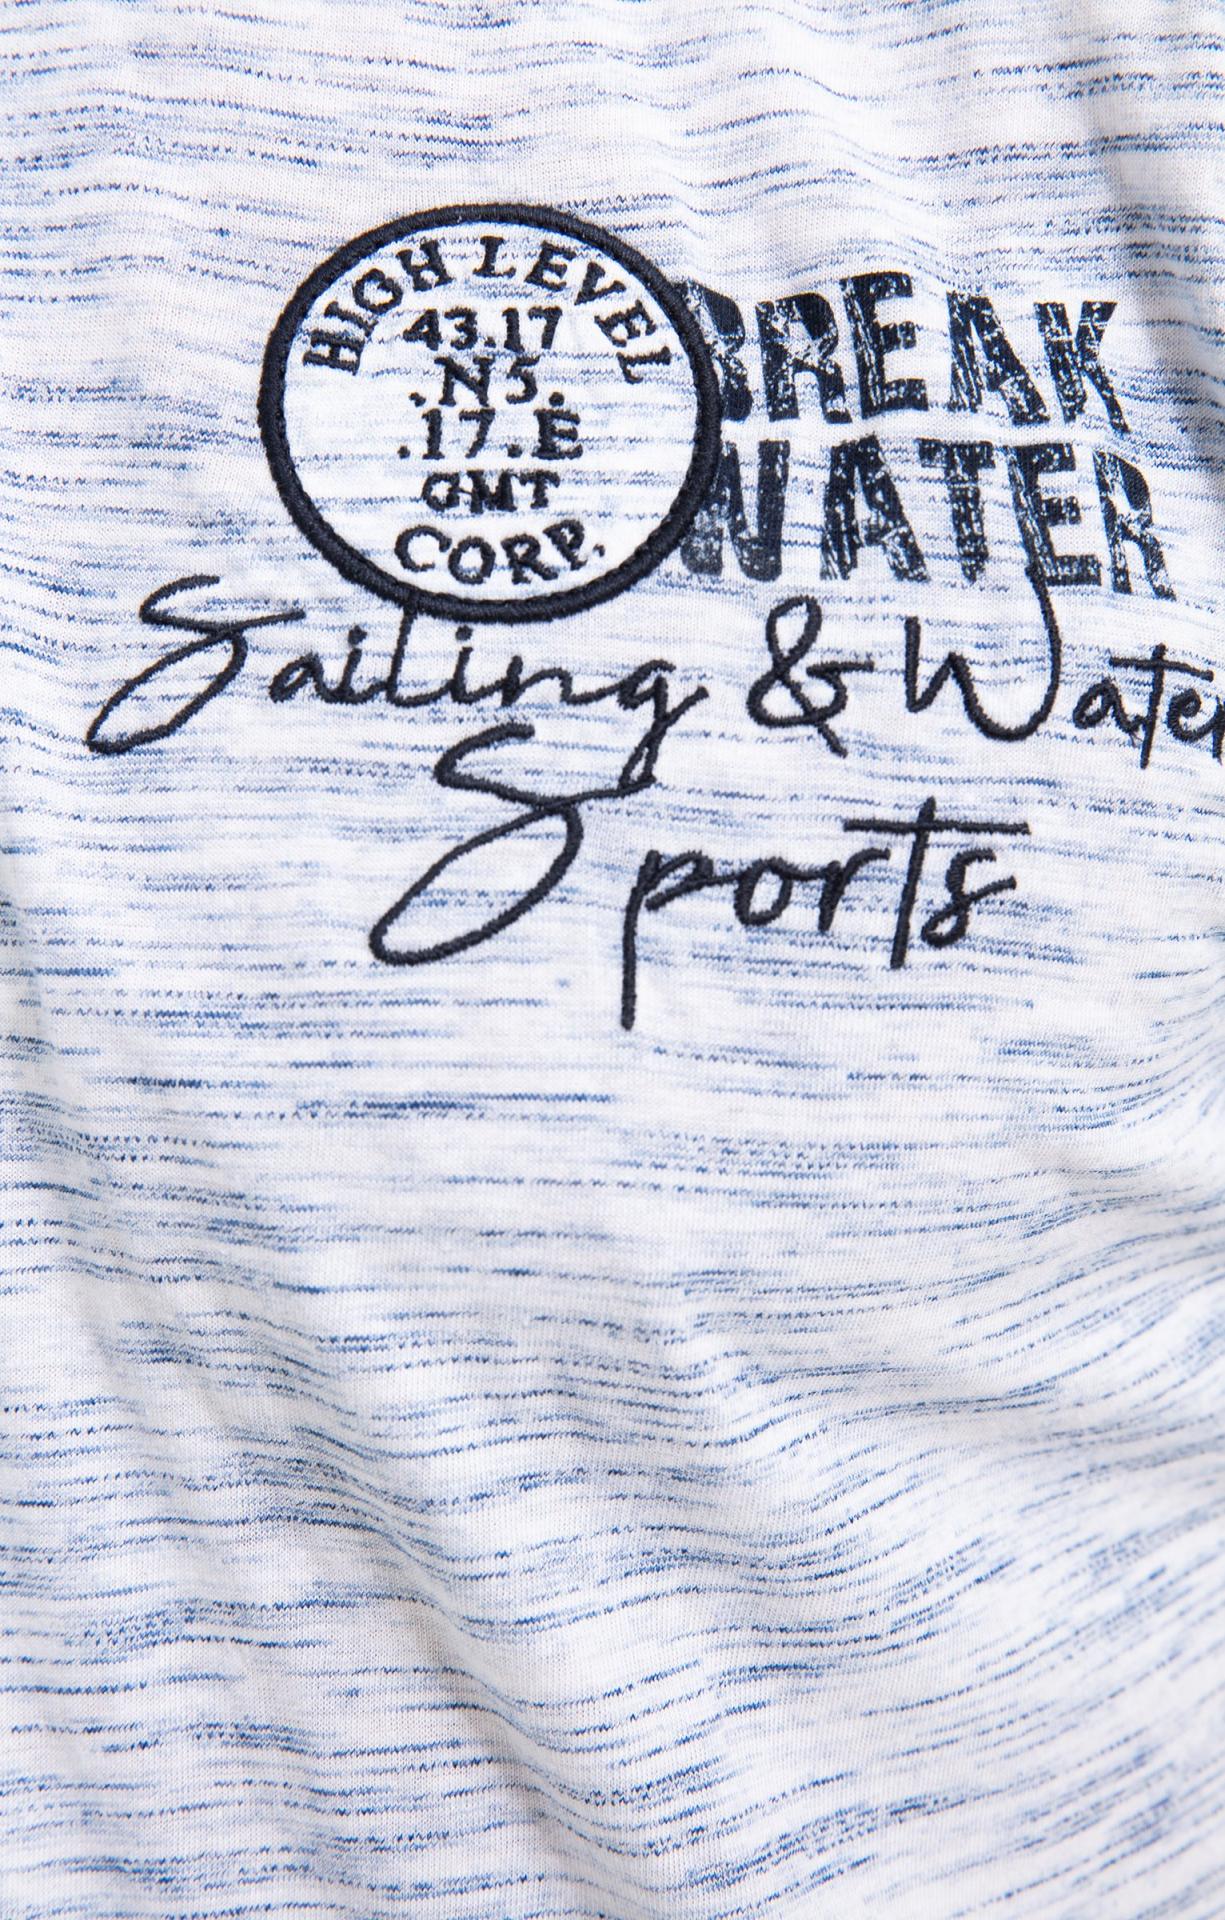 HIGH LEVEL
43.17
.N5.
.17.E
GMT
CORP.
BREAK
WATER
Sailing & Water
Sports